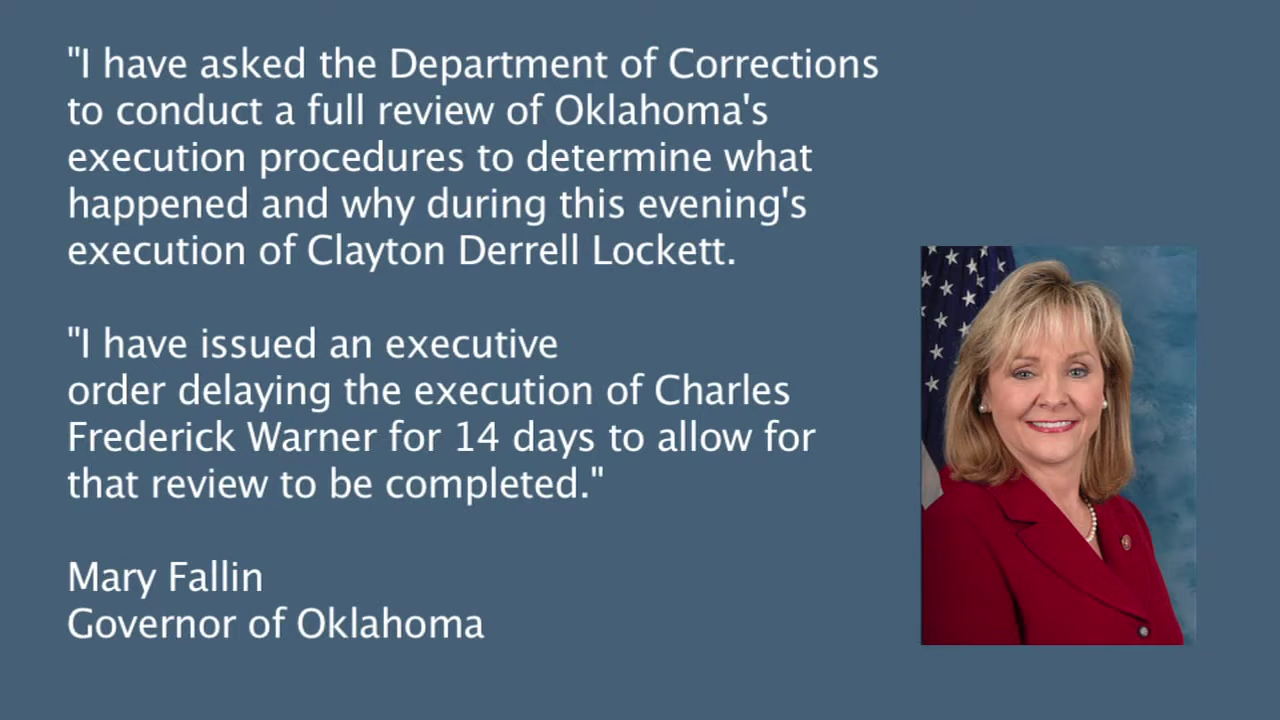 "I have asked the Department of Corrections
to conduct a full review of Oklahoma's
execution procedures to determine what
happened and why during this evening's
execution of Clayton Derrell Lockett.
"I have issued an executive
order delaying the execution of Charles
Frederick Warner for 14 days to allow for
that review to be completed."
Mary Fallin
Governor of Oklahoma